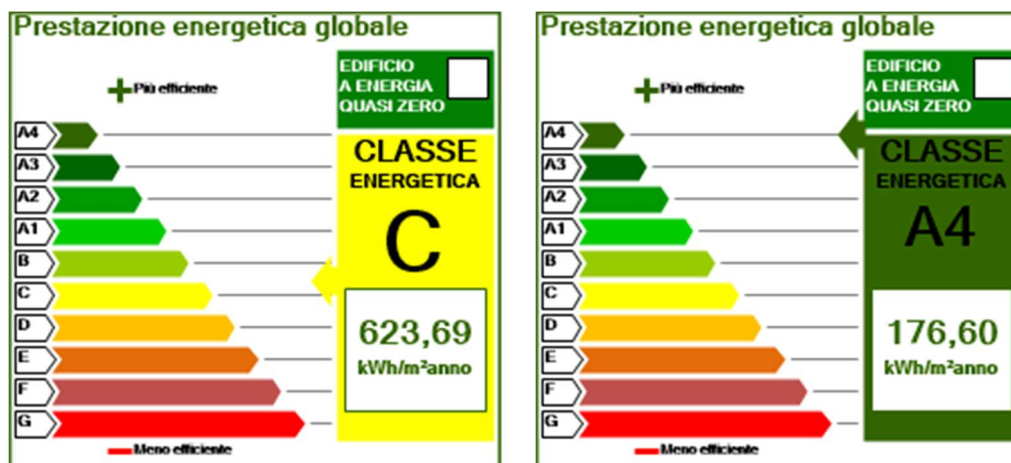 Prestazione energetica globale
Più efficiente
EDIFICIO
A ENERGIA
QUASI ZERO
A4
A3
A2
A1
B
C
D
E
F
G
CLASSE
ENERGETICA
C
623,69
kWh/m²anno
Meno efficiente
Prestazione energetica globale
Più efficiente
EDIFICIO
A ENERGIA
QUASI ZERO
A4
A3
A2
A1
B
C
D
E
F
G
CLASSE
ENERGETICA
A4
176,60
kWh/m²anno
Meno efficiente